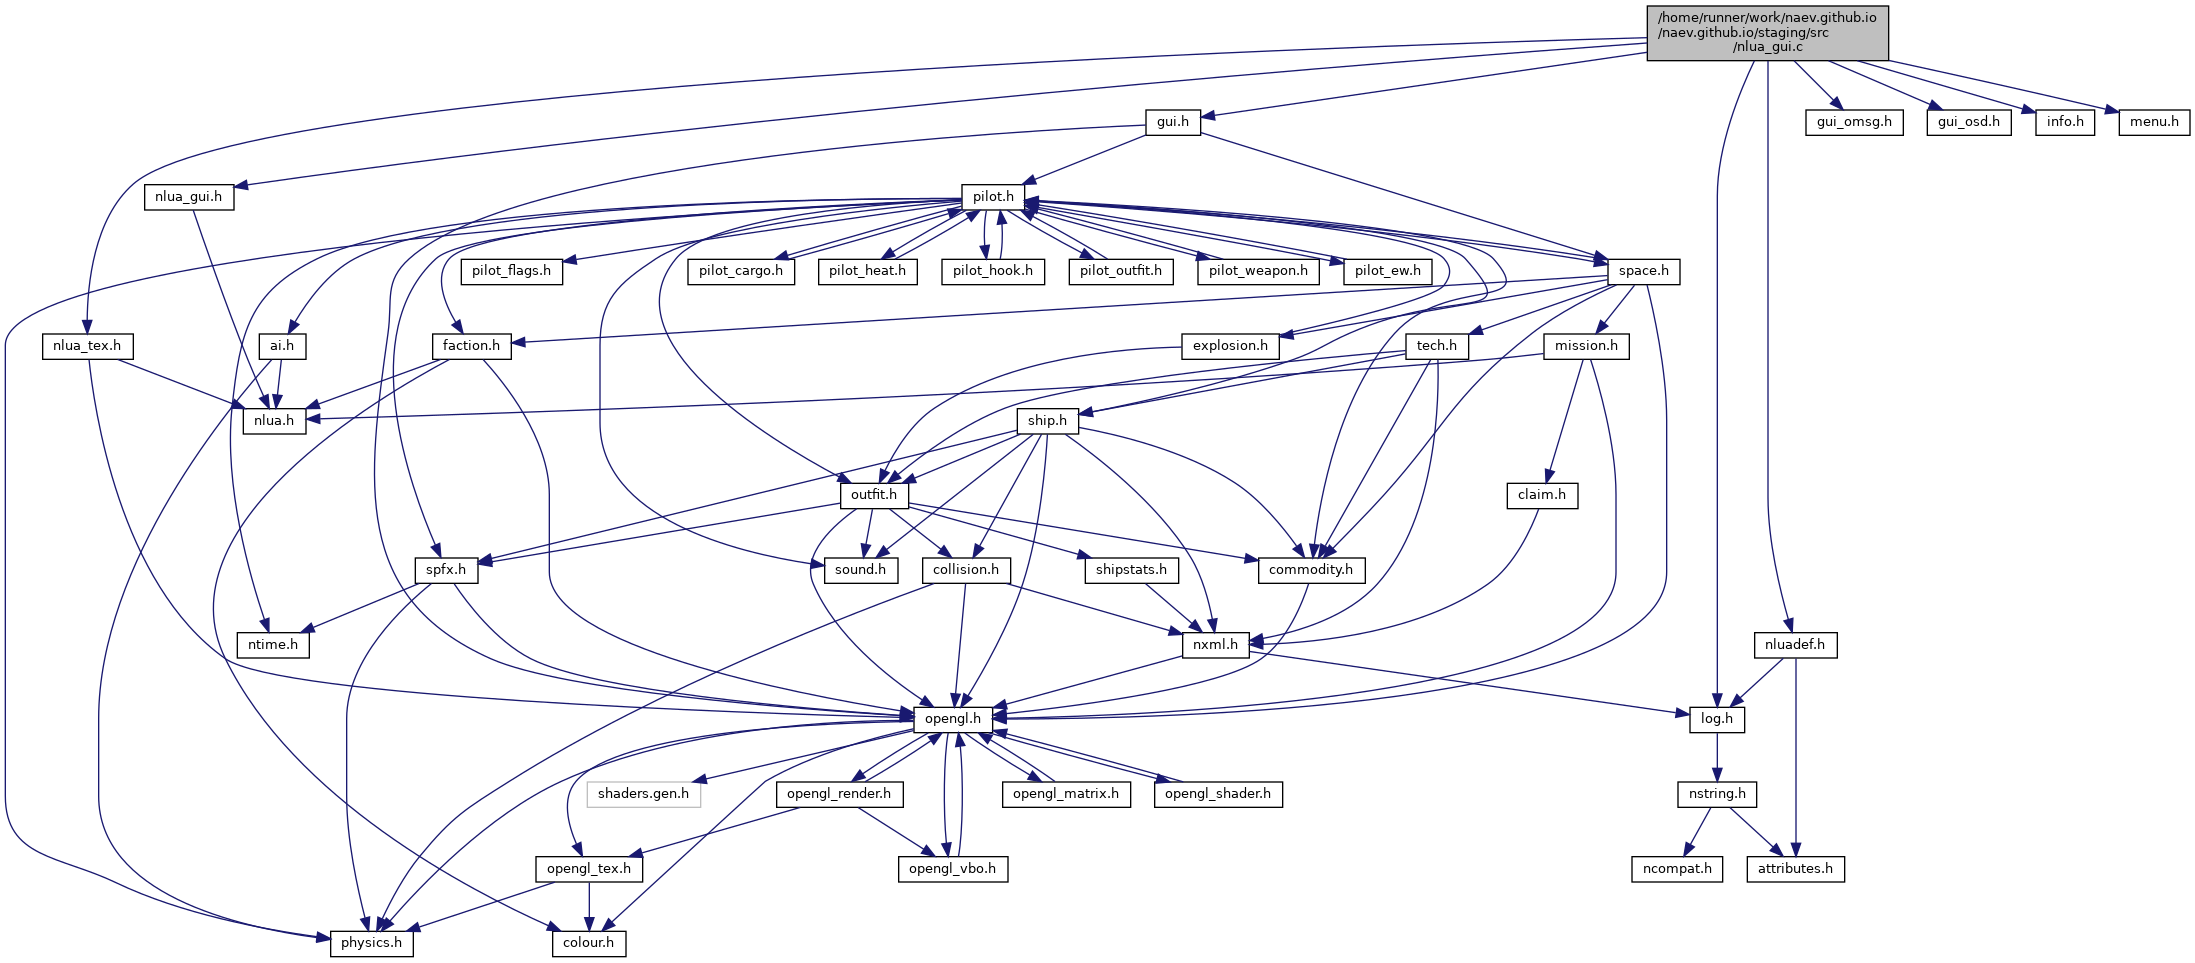 /home/runner/work/naev.github.io
/naev.github.io/staging/src
/nlua_gui.c
gui.h
gui_omsg.h
gui_osd.h
info.h
menu.h
nlua_gui.h
pilot.h
pilot_flags.h
pilot_cargo.h
pilot_heat.h
pilot_hook.h
pilot_outfit.h
pilot_weapon.h
pilot_ew.h
space.h
nlua_tex.h
ai.h
faction.h
explosion.h
tech.h
mission.h
nlua.h
ship.h
outfit.h
claim.h
spfx.h
sound.h
collision.h
shipstats.h
commodity.h
ntime.h
nxml.h
nluadef.h
opengl.h
log.h
shaders.gen.h
opengl_render.h
opengl_matrix.h
opengl_shader.h
nstring.h
opengl_tex.h
opengl_vbo.h
ncompat.h
attributes.h
physics.h
colour.h